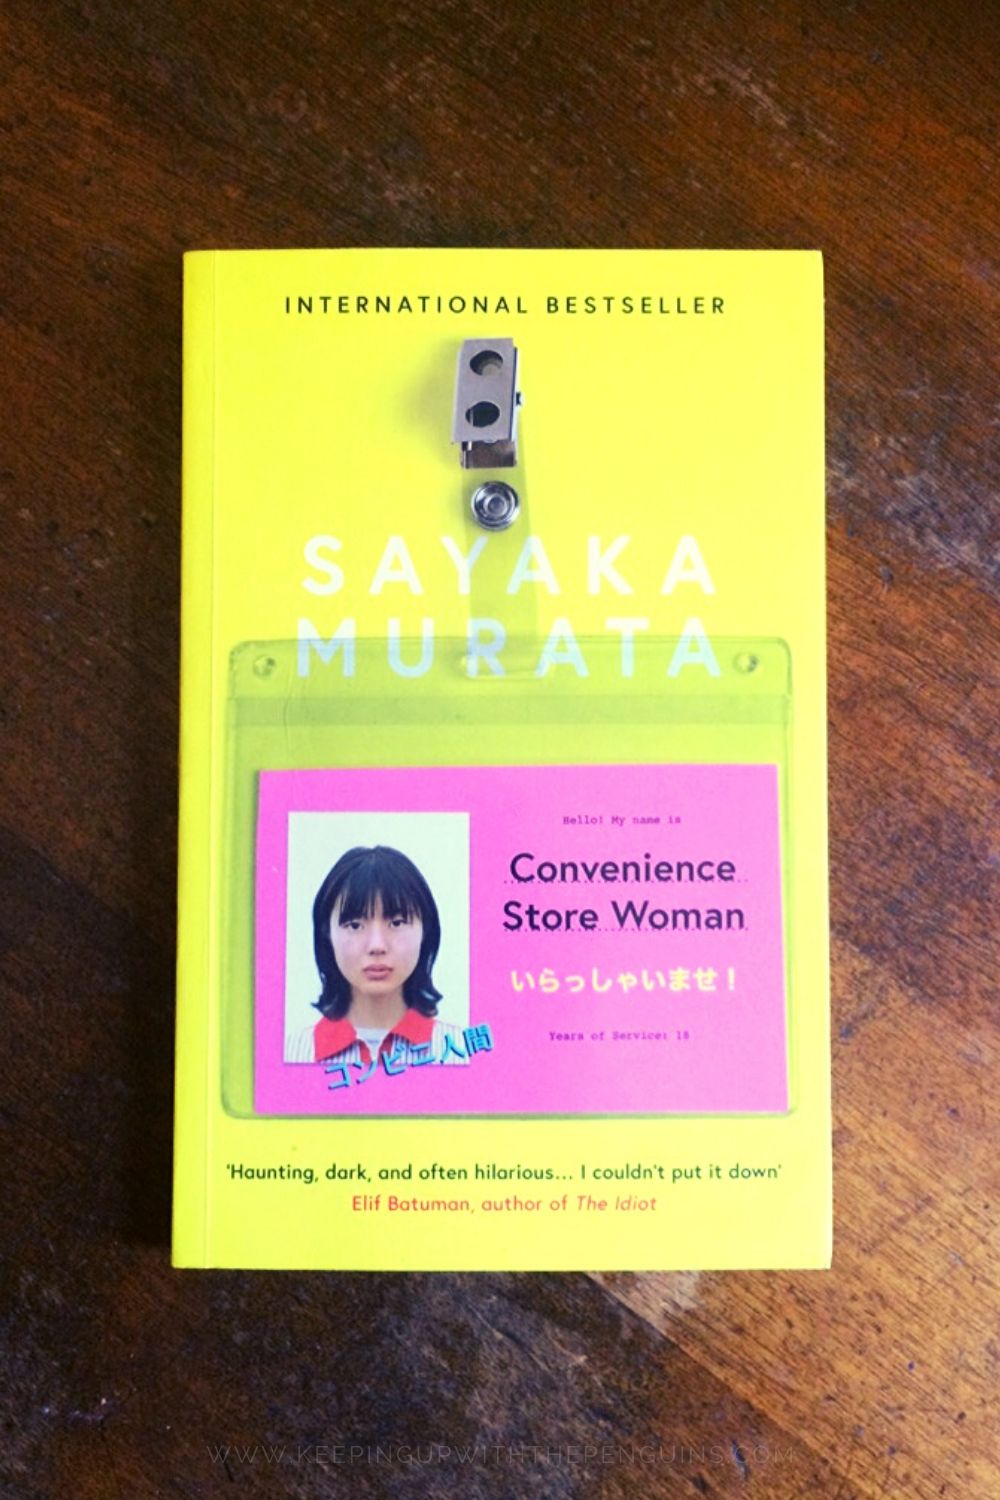 INTERNATIONAL BESTSELLER
SAYAKA
MURATA
Hello! My name is
Convenience
Store Woman
いらっしゃいませ！
Years of Service: 18
コンビニ人間
'Haunting, dark, and often hilarious... I couldn't put it down'
Elif Batuman, author of The Idiot
WWW.KEEPINGUPWITHTHEPENGUINS.COM